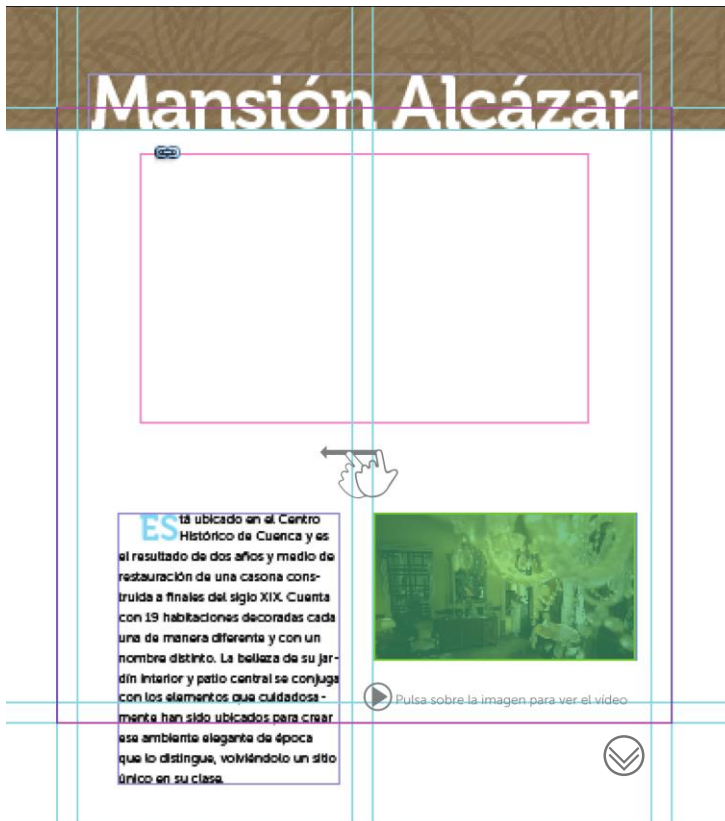 Mansión Alcázar
EStá ubicado en el Centro
Histórico de Cuenca y es
el resultado de dos años y medio de
restauración de una casona cons-
truida a finales del siglo XIX. Cuenta
con 19 habitaciones decoradas cada
una de manera diferente y con un
nombre distinto. La belleza de su jar-
dín interior y patio central se conjuga
con los elementos que cuidadosa-
mente han sido ubicados para crear
ese ambiente elegante de época
que lo distingue, volviéndolo un sitio
único en su clase.
Pulsa sobre la imagen para ver el vídeo